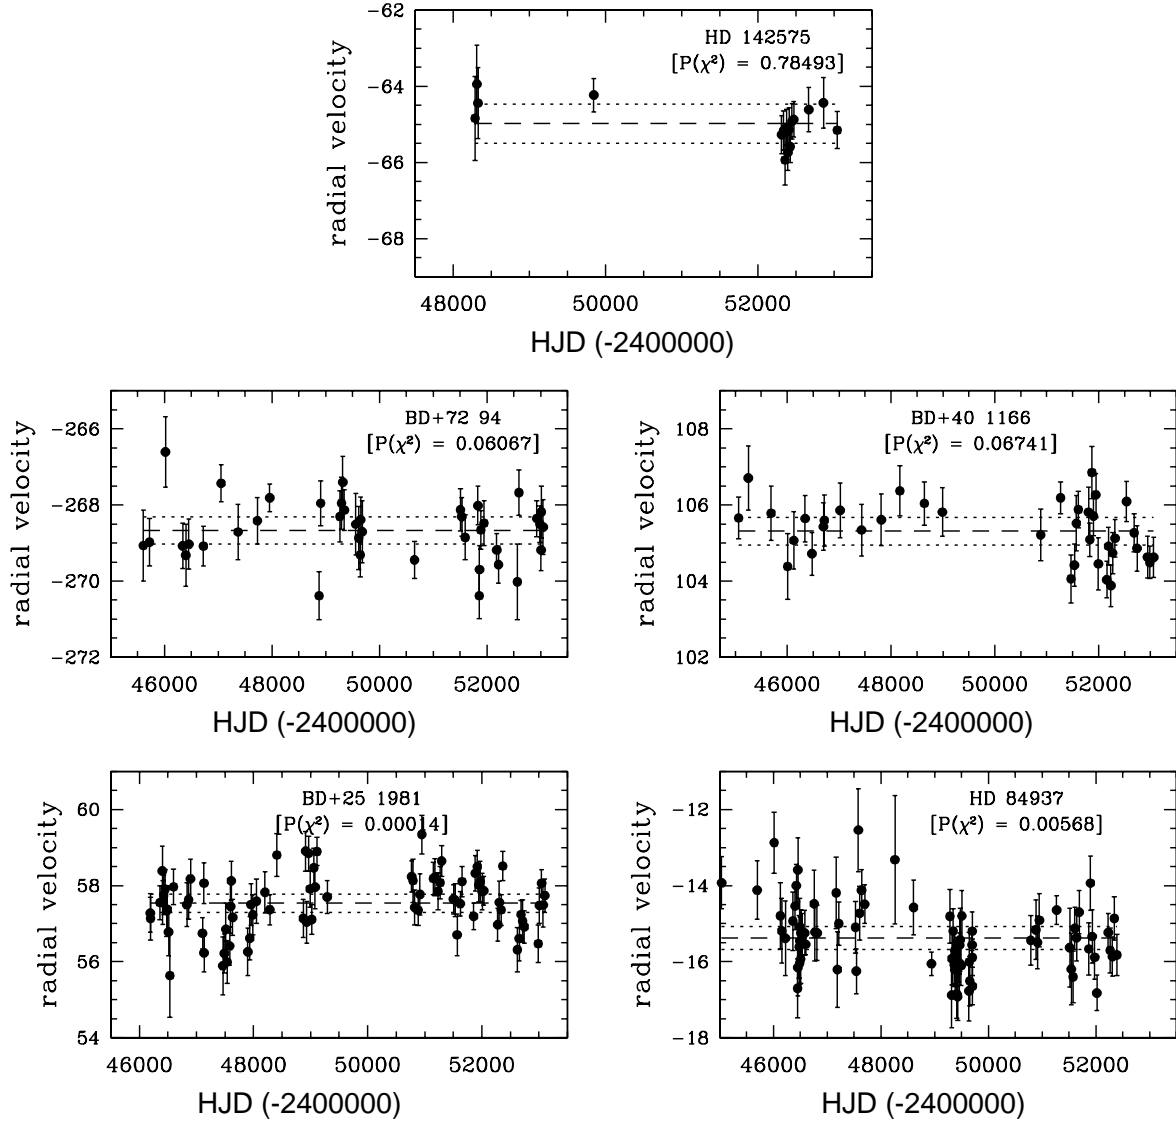 −62
−64
−66
−68
radial velocity
HD 142575
[P(χ²) = 0.78493]
48000 50000 52000
HJD (-2400000)
−266
−268
−270
−272
radial velocity
BD+72 94
[P(χ²) = 0.06067]
46000 48000 50000 52000
HJD (-2400000)
108
106
104
102
radial velocity
BD+40 1166
[P(χ²) = 0.06741]
46000 48000 50000 52000
HJD (-2400000)
60
58
56
54
radial velocity
BD+25 1981
[P(χ²) = 0.00014]
46000 48000 50000 52000
HJD (-2400000)
−12
−14
−16
−18
radial velocity
HD 84937
[P(χ²) = 0.00568]
46000 48000 50000 52000
HJD (-2400000)